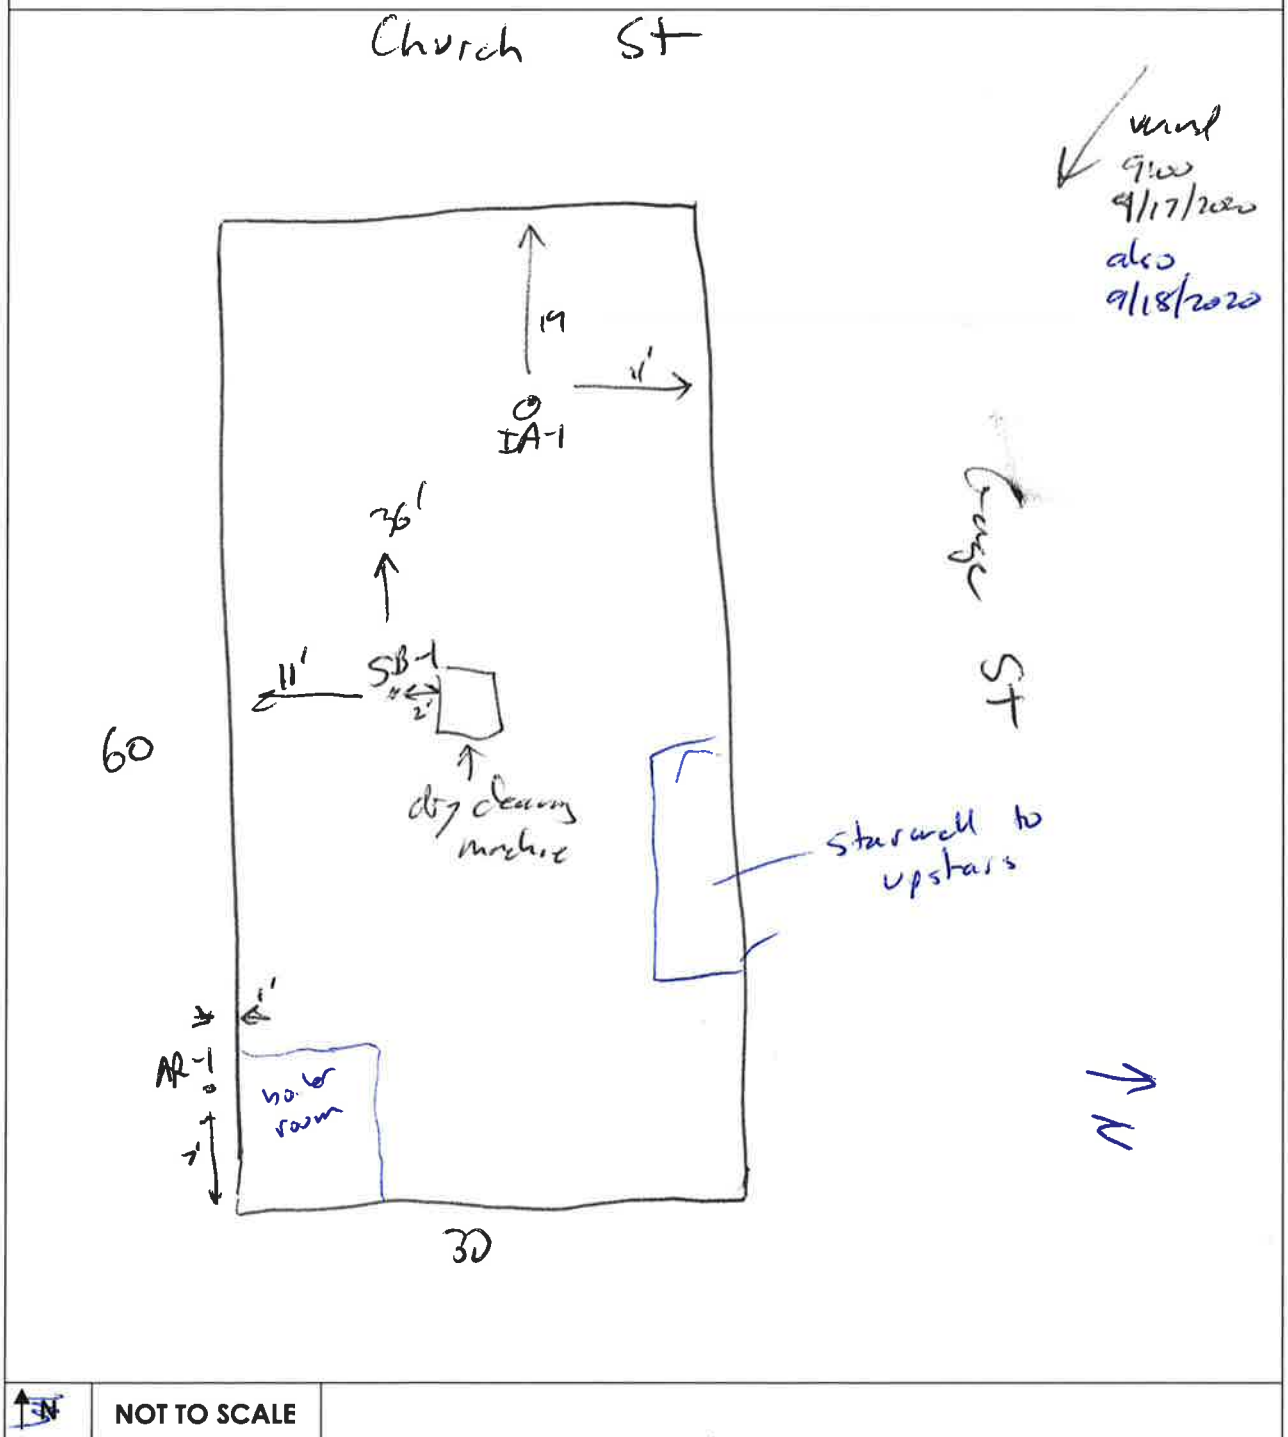 Church St
wind
9:00
9/17/2020
also
9/18/2020
19
11'
IA-1
36'
George St
SB-1
11'
2'
60
dry cleaning
machine
stairwell to
upstairs
1'
AR-1
boiler
room
7'
N
30
N
NOT TO SCALE